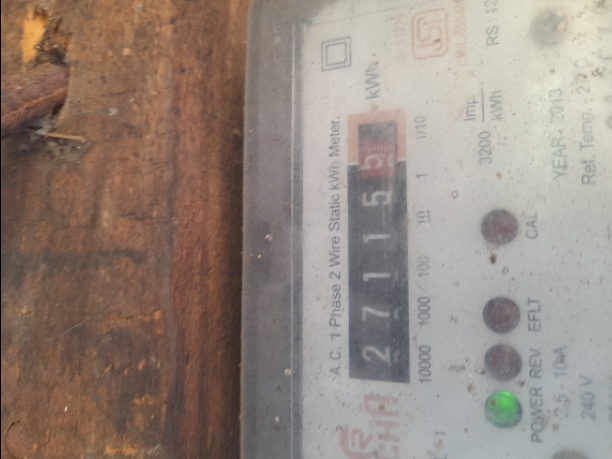 A.C. 1 Phase 2 Wire Static kWh Meter.
2 7 1 1 5 5 kWh
10000 1000 100 10 1 1/10
3200 Imp/kWh
POWER REV EFLT CAL
240 V
YEAR - 2013
Ref. Temp.